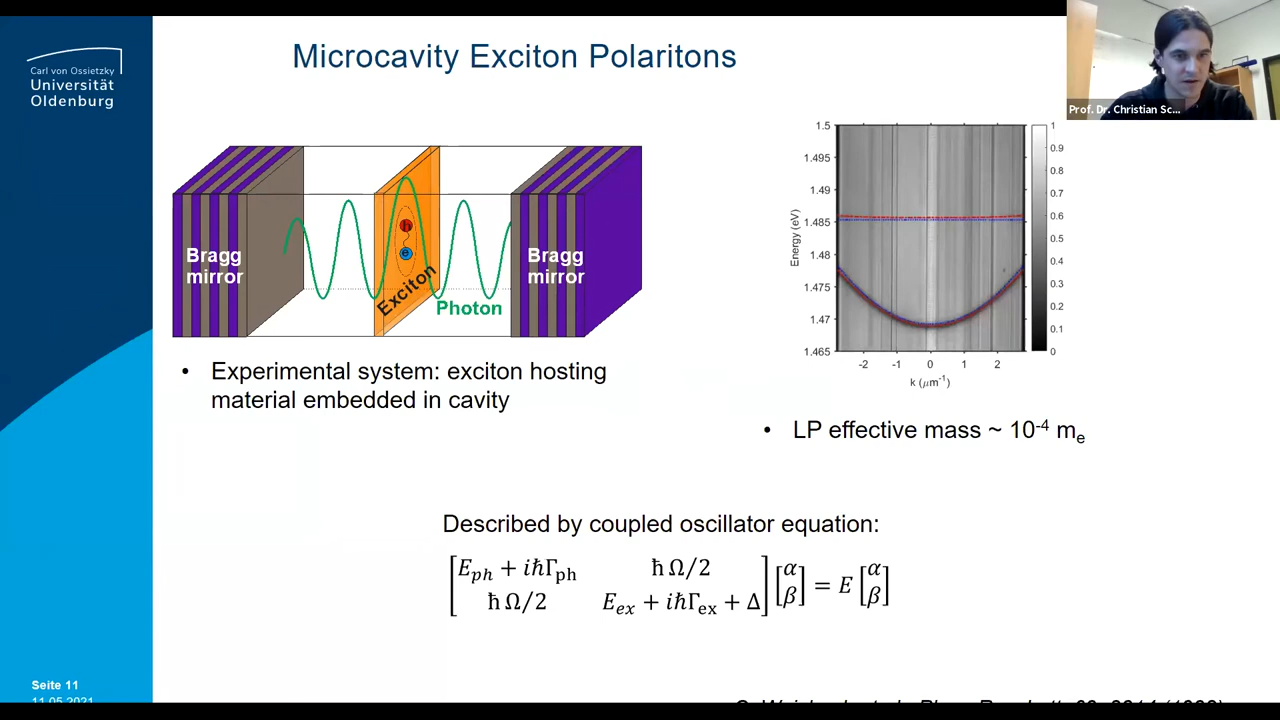 Microcavity Exciton Polaritons
Carl von Ossietzky
Universität
Oldenburg
Prof. Dr. Christian Sc...
Bragg
mirror
h
e
Exciton
Photon
Bragg
mirror
1.5
1.495
1.49
1.485
1.48
1.475
1.47
1.465
Energy (eV)
-2 -1 0 1 2
k (μm⁻¹)
1
0.9
0.8
0.7
0.6
0.5
0.4
0.3
0.2
0.1
0
• Experimental system: exciton hosting
material embedded in cavity
• LP effective mass ~ 10⁻⁴ mₑ
Described by coupled oscillator equation:
[E_ph + iħΓ_ph ħ Ω/2] [α] = E [α]
[ħ Ω/2 E_ex + iħΓ_ex + Δ] [β] [β]
Seite 11
11.05.2021